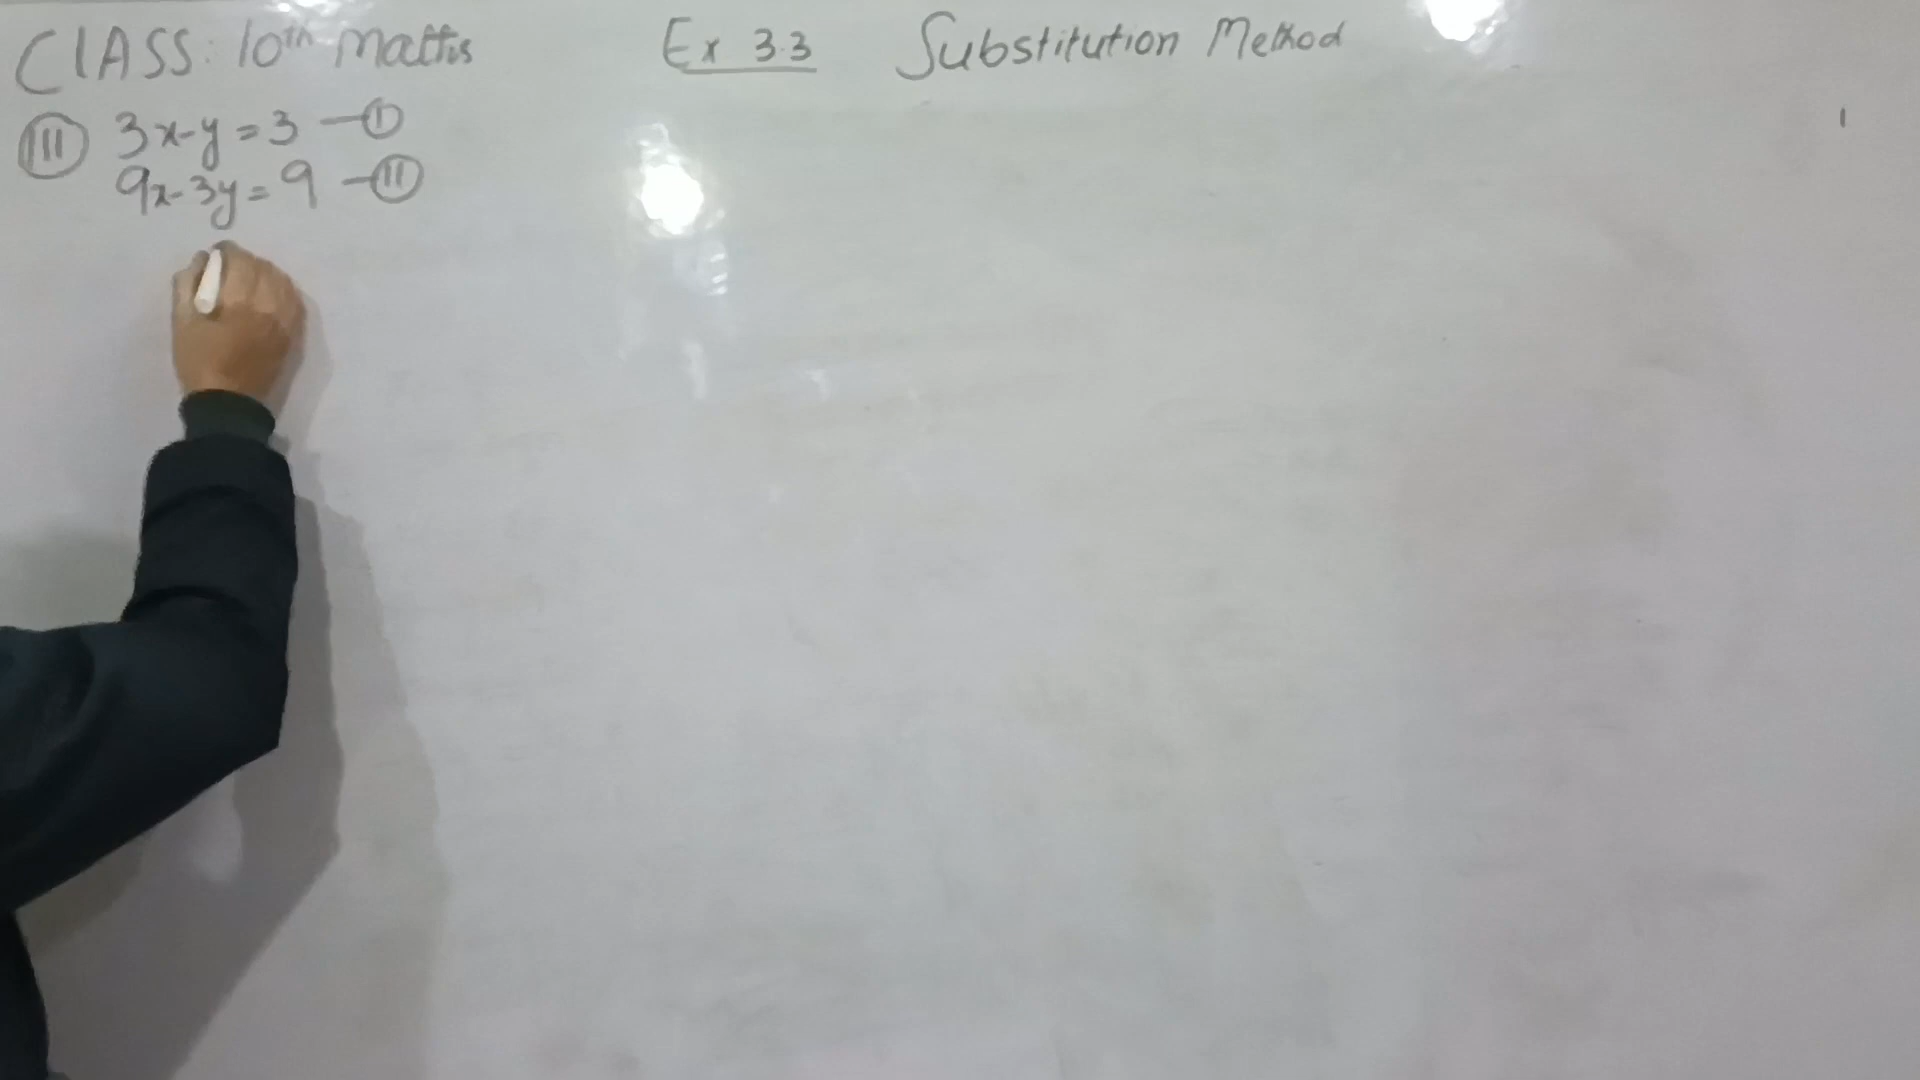 CLASS: 10th Maths Ex 3.3 Substitution Method
(III) 3x-y=3 —(I)
9x-3y=9 —(II)